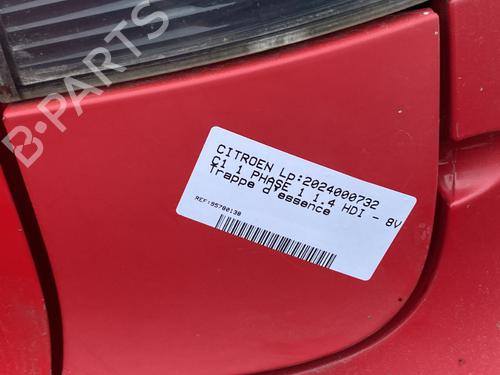 B-PARTS
CITROEN LP:2024000732
C1 1 PHASE 1 1.4 HDI - 8V
Trappe d'essence
REF:95780138